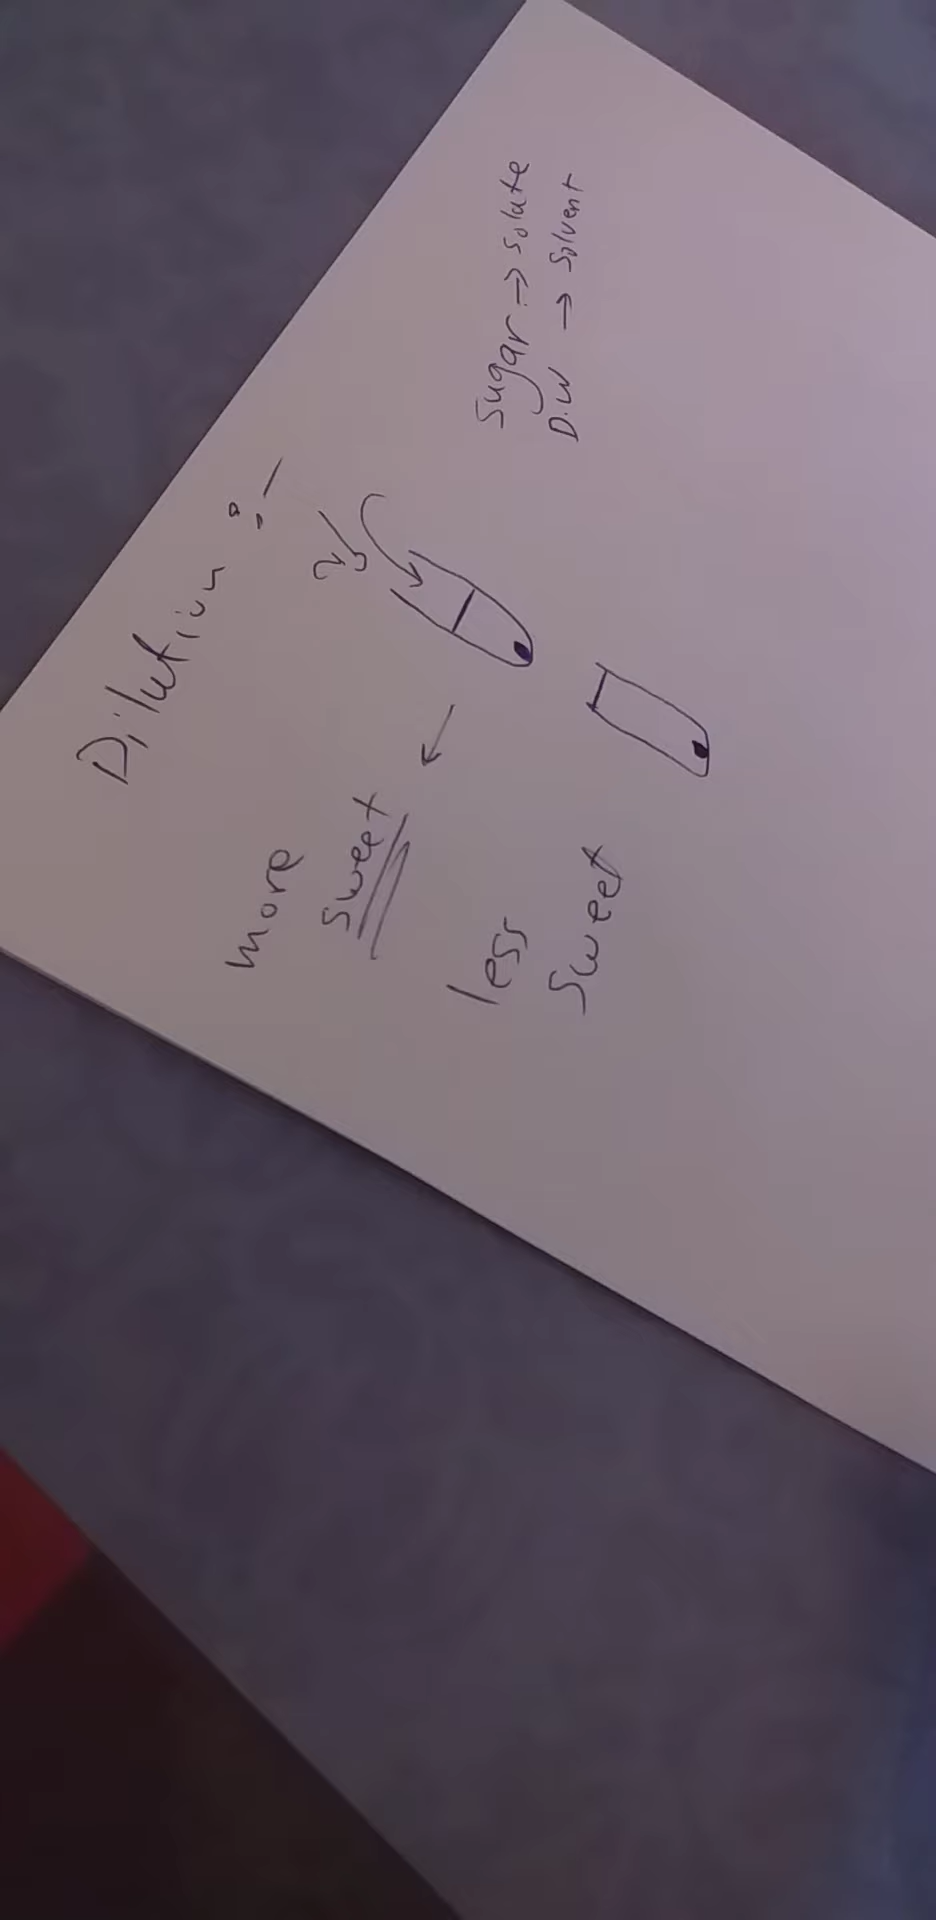 Dilution :-
Sugar → solute
D.W → solvent
more
sweet
less
sweet